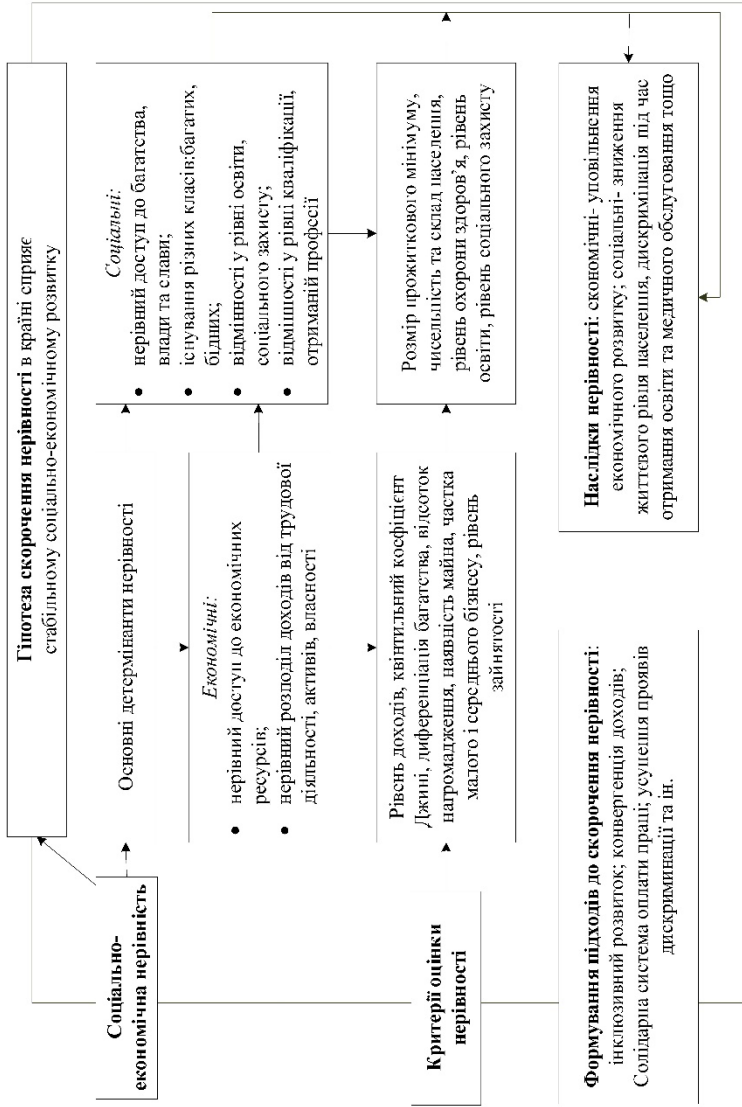 Гіпотеза скорочення нерівності в країні сприяє
стабільному соціально-економічному розвитку
Соціально-
економічна нерівність
Основні детермінанти нерівності
Економічні:
нерівний доступ до економічних
ресурсів;
нерівний розподіл доходів від трудової
діяльності, активів, власності
Соціальні:
нерівний доступ до багатства,
влади та слави;
існування різних класів:багатих,
бідних;
відмінності у рівні освіти,
соціального захисту;
відмінності у рівні кваліфікації,
отриманій професії
Критерії оцінки
нерівності
Рівень доходів, квінтильний коефіцієнт
Джині, диференціація багатства, відсоток
нагромадження, наявність майна, частка
малого і середнього бізнесу, рівень
зайнятості
Розмір прожиткового мінімуму,
чисельність та склад населення,
рівень охорони здоров’я, рівень
освіти, рівень соціального захисту
Формування підходів до скорочення нерівності:
інклюзивний розвиток; конвергенція доходів;
Солідарна система оплати праці; усунення проявів
дискриминації та ін.
Наслідки нерівності: економічні- уповільнення
економічного розвитку; соціальні- зниження
життєвого рівня населення, дискримінація під час
отримання освіти та медичного обслуговання тощо